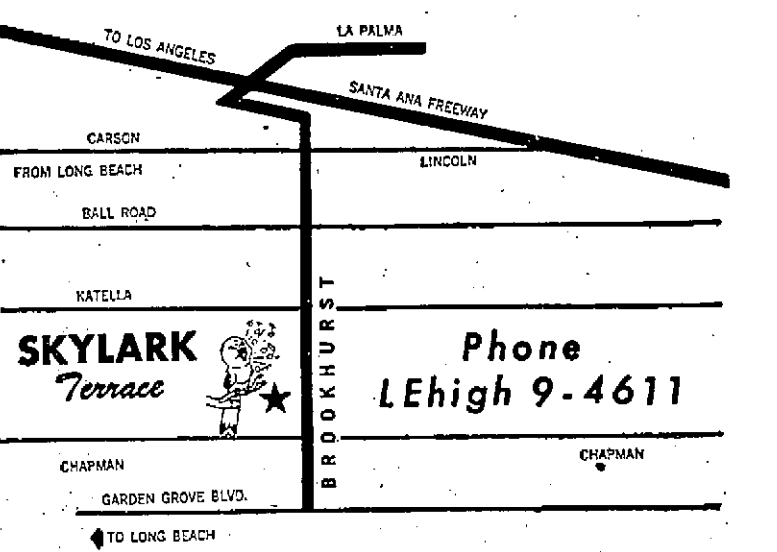 LA PALMA
TO LOS ANGELES
SANTA ANA FREEWAY
CARSON
LINCOLN
FROM LONG BEACH
BALL ROAD
KATELLA
BROOKHURST
SKYLARK
Terrace
Phone
LEhigh 9-4611
CHAPMAN
CHAPMAN
GARDEN GROVE BLVD.
TO LONG BEACH